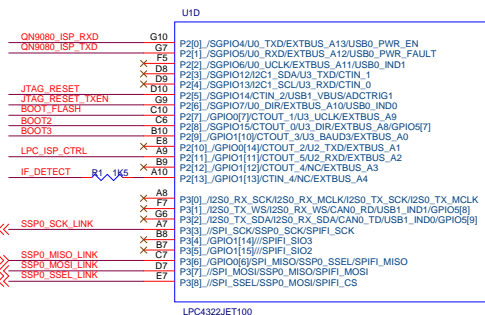 U1D
QN9080_ISP_RXD G10 P2[0]_/SGPIO4/U0_TXD/EXTBUS_A13/USB0_PWR_EN
QN9080_ISP_TXD G7 P2[1]_/SGPIO5/U0_RXD/EXTBUS_A12/USB0_PWR_FAULT
F5 P2[2]_/SGPIO6/U0_UCLK/EXTBUS_A11/USB0_IND1
D8 P2[3]_/SGPIO12/I2C1_SDA/U3_TXD/CTIN_1
D9 P2[4]_/SGPIO13/I2C1_SCL/U3_RXD/CTIN_0
JTAG_RESET D10 P2[5]_/SGPIO14/CTIN_2/USB1_VBUS/ADCTRIG1
JTAG_RESET_TXEN G9 P2[6]_/SGPIO7/U0_DIR/EXTBUS_A10/USB0_IND0
BOOT_FLASH C10 P2[7]_/GPIO0[7]/CTOUT_1/U3_UCLK/EXTBUS_A9
BOOT2 C6 P2[8]_/SGPIO15/CTOUT_0/U3_DIR/EXTBUS_A8/GPIO5[7]
BOOT3 B10 P2[9]_/GPIO1[10]/CTOUT_3/U3_BAUD3/EXTBUS_A0
E8 P2[10]_/GPIO0[14]/CTOUT_2/U2_TXD/EXTBUS_A1
LPC_ISP_CTRL A9 P2[11]_/GPIO1[11]/CTOUT_5/U2_RXD/EXTBUS_A2
B9 P2[12]_/GPIO1[12]/CTOUT_4/NC/EXTBUS_A3
IF_DETECT R1 1K5 A10 P2[13]_/GPIO1[13]/CTIN_4/NC/EXTBUS_A4
A8 P3[0]_/I2S0_RX_SCK/I2S0_RX_MCLK/I2S0_TX_SCK/I2S0_TX_MCLK
F7 P3[1]_/I2S0_TX_WS/I2S0_RX_WS/CAN0_RD/USB1_IND1/GPIO5[8]
G6 P3[2]_/I2S0_TX_SDA/I2S0_RX_SDA/CAN0_TD/USB1_IND0/GPIO5[9]
SSP0_SCK_LINK A7 P3[3]_//SPI_SCK/SSP0_SCK/SPIFI_SCK
B8 P3[4]_/GPIO1[14]///SPIFI_SIO3
B7 P3[5]_/GPIO1[15]///SPIFI_SIO2
SSP0_MISO_LINK C7 P3[6]_/GPIO0[6]/SPI_MISO/SSP0_SSEL/SPIFI_MISO
SSP0_MOSI_LINK D7 P3[7]_//SPI_MOSI/SSP0_MISO/SPIFI_MOSI
SSP0_SSEL_LINK E7 P3[8]_//SPI_SSEL/SSP0_MOSI/SPIFI_CS
LPC4322JET100